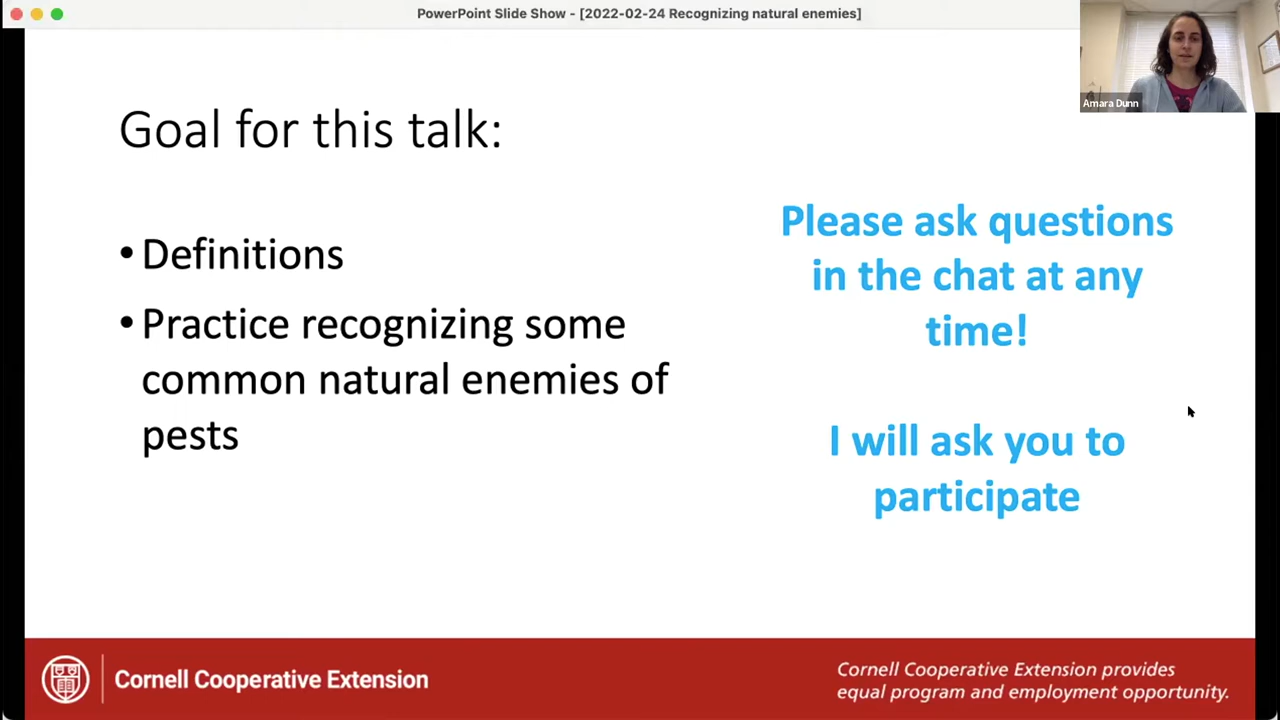 PowerPoint Slide Show - [2022-02-24 Recognizing natural enemies]
Amara Dunn
Goal for this talk:
• Definitions
• Practice recognizing some
common natural enemies of
pests
Please ask questions
in the chat at any
time!
I will ask you to
participate
Cornell Cooperative Extension
Cornell Cooperative Extension provides
equal program and employment opportunity.